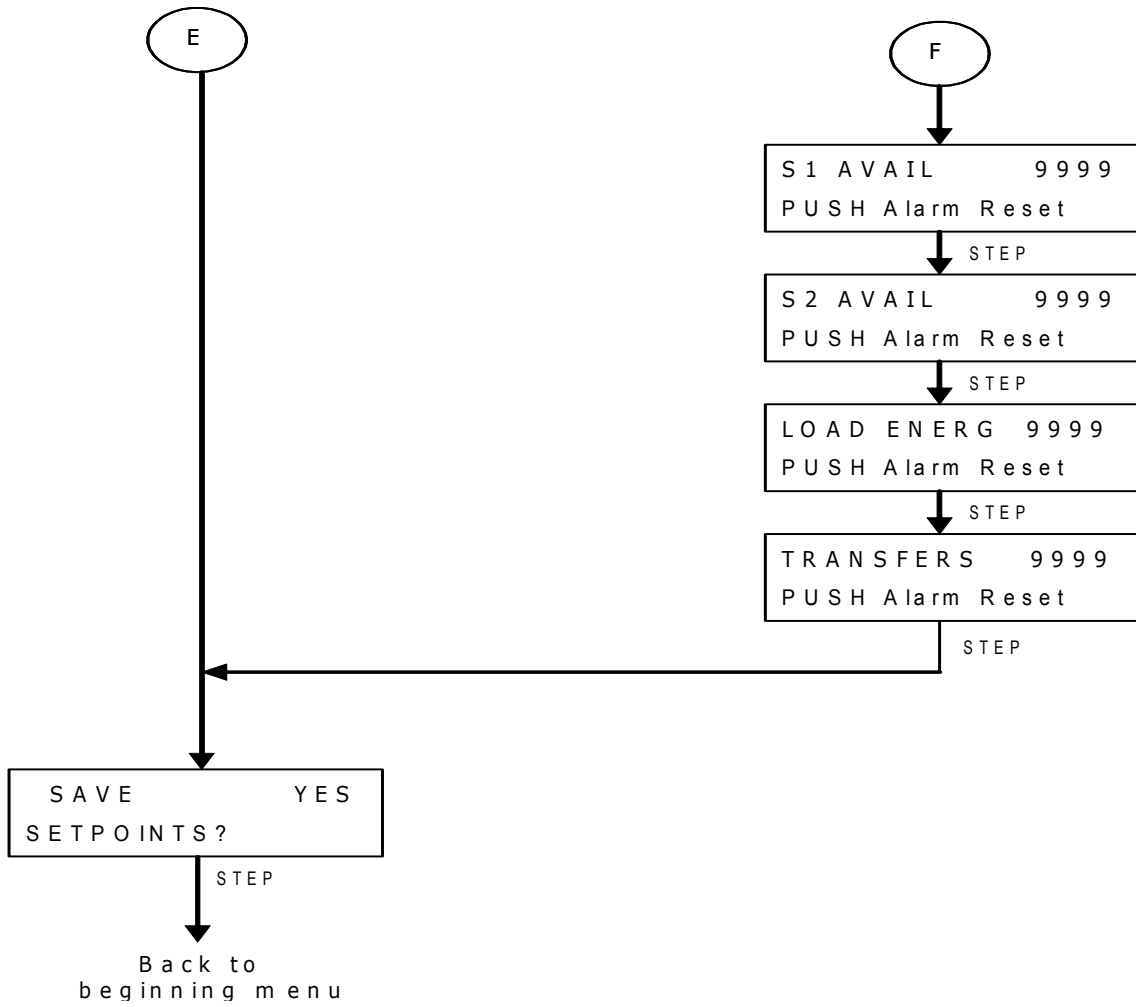 E
F
S1 AVAIL 9999
PUSH Alarm Reset
STEP
S2 AVAIL 9999
PUSH Alarm Reset
STEP
LOAD ENERG 9999
PUSH Alarm Reset
STEP
TRANSFERS 9999
PUSH Alarm Reset
STEP
SAVE YES
SETPOINTS?
STEP
Back to
beginning menu